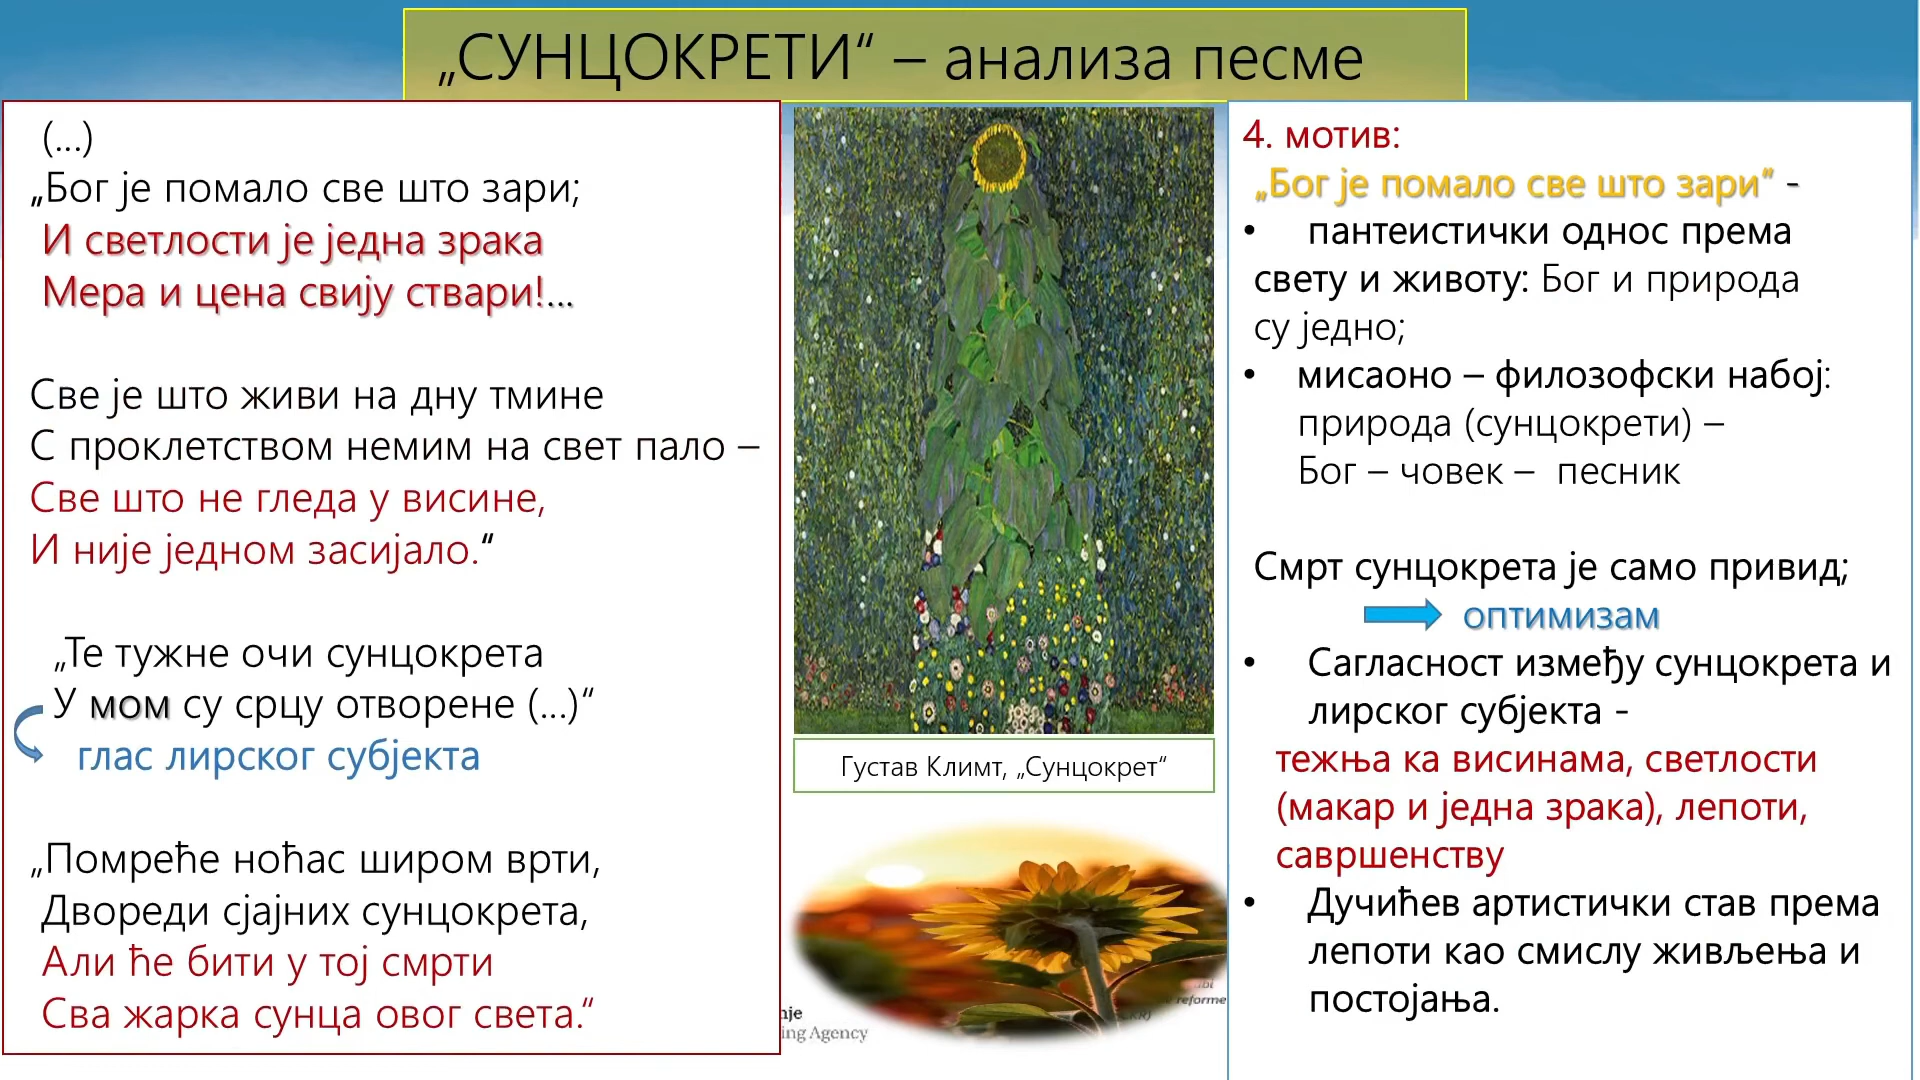 „СУНЦОКРЕТИ“ – анализа песме
(...)
„Бог је помало све што зари;
И светлости је једна зрака
Мера и цена свију ствари!...
Све је што живи на дну тмине
С проклетством немим на свет пало –
Све што не гледа у висине,
И није једном засијало.“
„Те тужне очи сунцокрета
У мом су срцу отворене (...)“
глас лирског субјекта
„Помреће ноћас широм врти,
Двореди сјајних сунцокрета,
Али ће бити у тој смрти
Сва жарка сунца овог света.“
Густав Климт, „Сунцокрет“
nje
ing Agency
reforme
4. мотив:
„Бог је помало све што зари“ -
• пантеистички однос према
свету и животу: Бог и природа
су једно;
• мисаоно – филозофски набој:
природа (сунцокрети) –
Бог – човек – песник
Смрт сунцокрета је само привид;
оптимизам
• Сагласност између сунцокрета и
лирског субјекта -
тежња ка висинама, светлости
(макар и једна зрака), лепоти,
савршенству
• Дучићев артистички став према
лепоти као смислу живљења и
постојања.